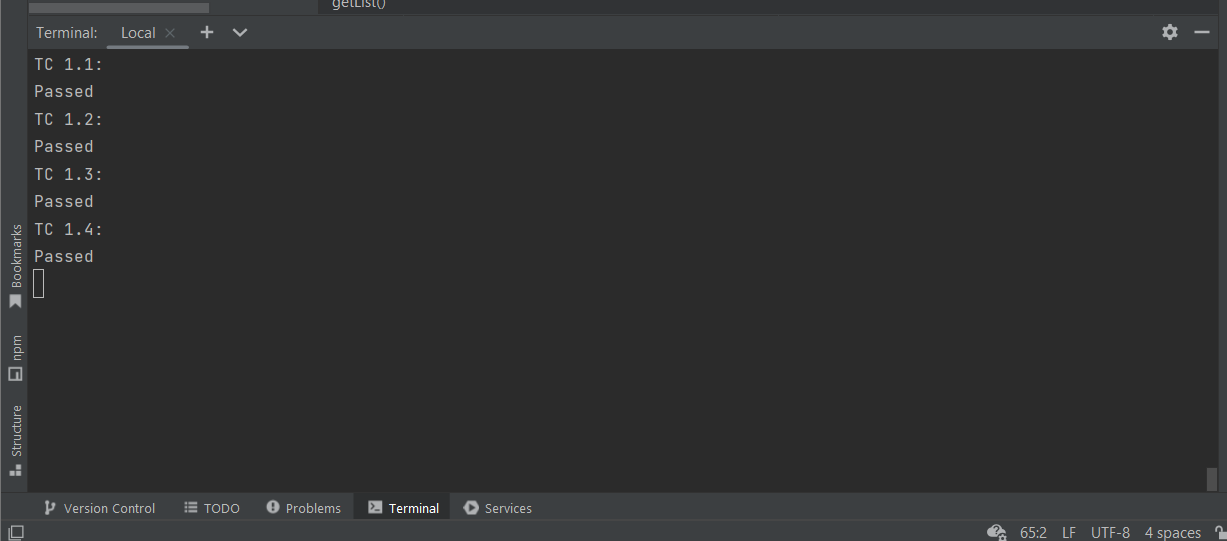 getList()
Terminal: Local
TC 1.1:
Passed
TC 1.2:
Passed
TC 1.3:
Passed
TC 1.4:
Passed
Bookmarks
npm
Structure
Version Control TODO Problems Terminal Services
65:2 LF UTF-8 4 spaces